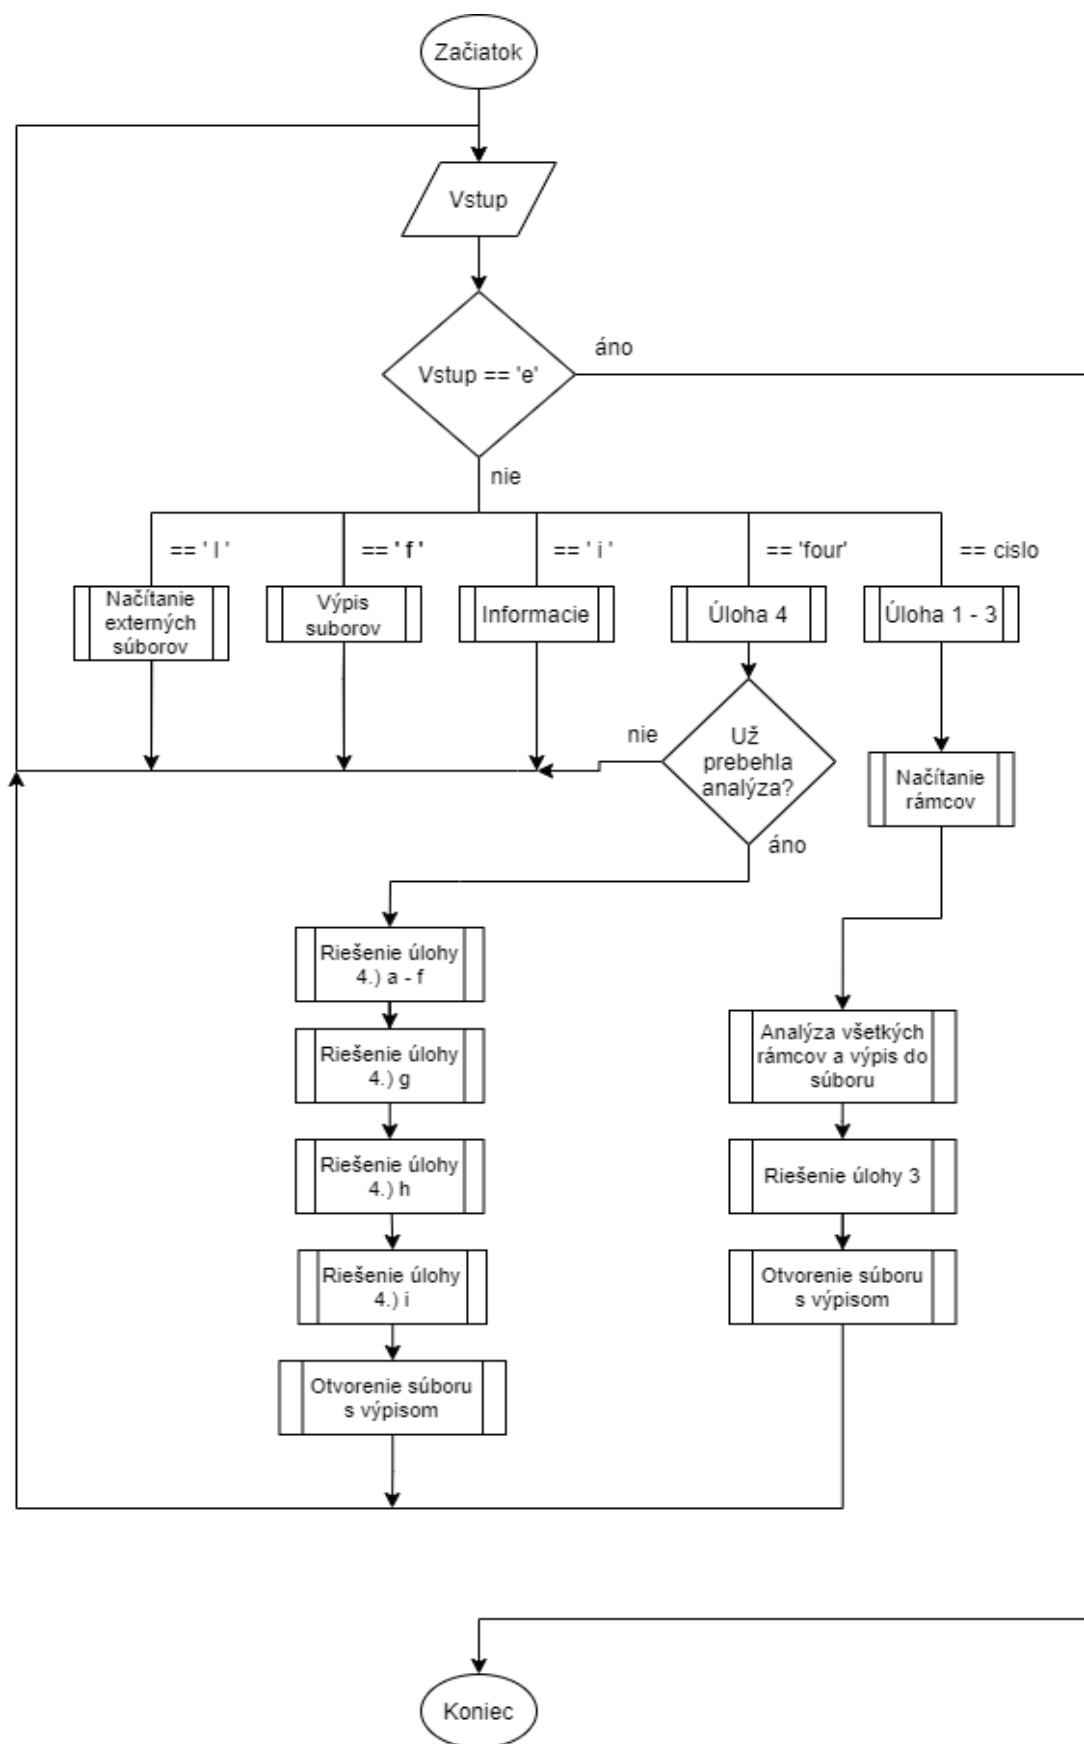 Začiatok
Vstup
Vstup == 'e'
áno
nie
== ' l '
== ' f '
== ' i '
== 'four'
== cislo
Načítanie
externých
súborov
Výpis
suborov
Informacie
Úloha 4
Úloha 1 - 3
nie
Už
prebehla
analýza?
áno
Načítanie
rámcov
Riešenie úlohy
4.) a - f
Riešenie úlohy
4.) g
Riešenie úlohy
4.) h
Riešenie úlohy
4.) i
Otvorenie súboru
s výpisom
Analýza všetkých
rámcov a výpis do
súboru
Riešenie úlohy 3
Otvorenie súboru
s výpisom
Koniec